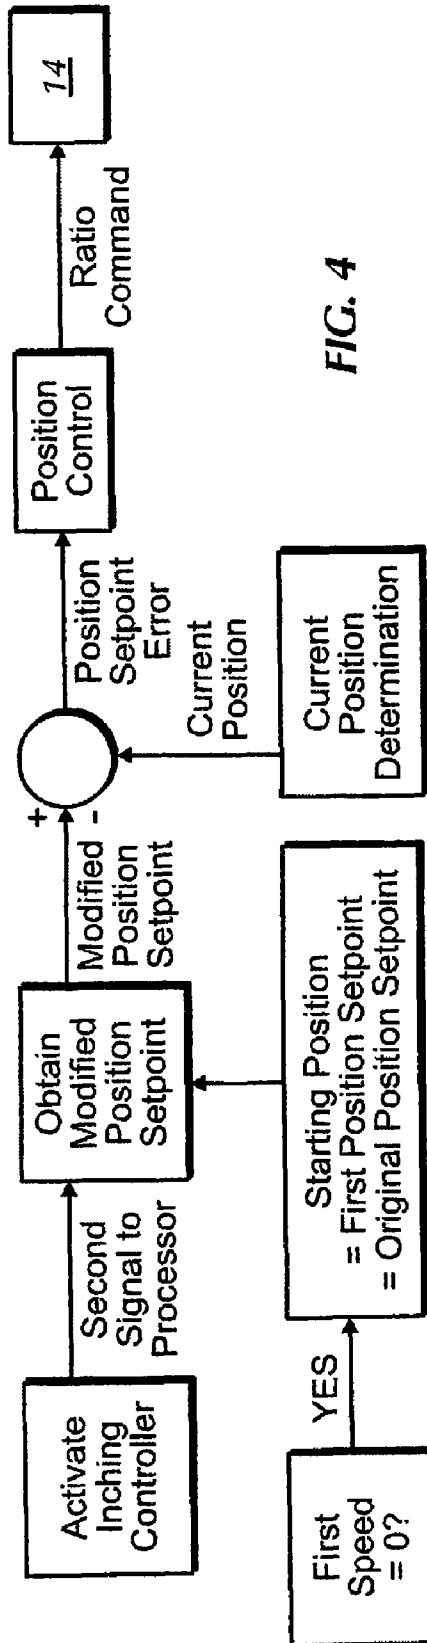 Activate
Inching
Controller
Second
Signal to
Processor
Obtain
Modified
Position
Setpoint
Modified
Position
Setpoint
+
-
Position
Setpoint
Error
Position
Control
Ratio
Command
14
First
Speed
= 0?
YES
Starting Position
= First Position Setpoint
= Original Position Setpoint
Current
Position
Current
Position
Determination
FIG. 4